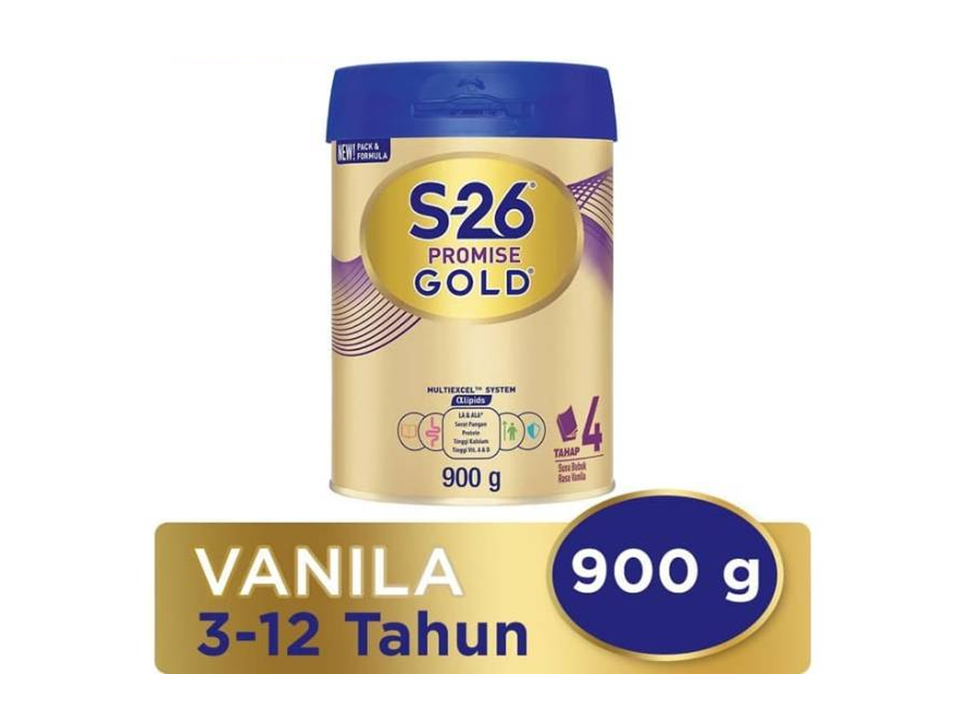 NEW! PACK &
FORMULA
S-26®
PROMISE
GOLD®
MULTIEXCEL™ SYSTEM
αlipids
LA & ALA*
Serat Pangan
Protein
Tinggi Kalsium
Tinggi Vit. A & D
TAHAP 4
Susu Bubuk
Rasa Vanila
900 g
VANILA
3-12 Tahun
900 g